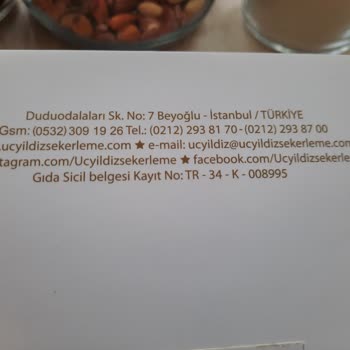 Duduodaları Sk. No: 7 Beyoğlu - İstanbul / TÜRKİYE
Gsm: (0532) 309 19 26 Tel.: (0212) 293 81 70 - (0212) 293 87 00
.ucyildizsekerleme.com ★ e-mail: ucyildiz@ucyildizsekerleme.com
tagram.com/Ucyildizsekerleme ★ facebook.com/Ucyildizsekerle
Gıda Sicil belgesi Kayıt No: TR - 34 - K - 008995